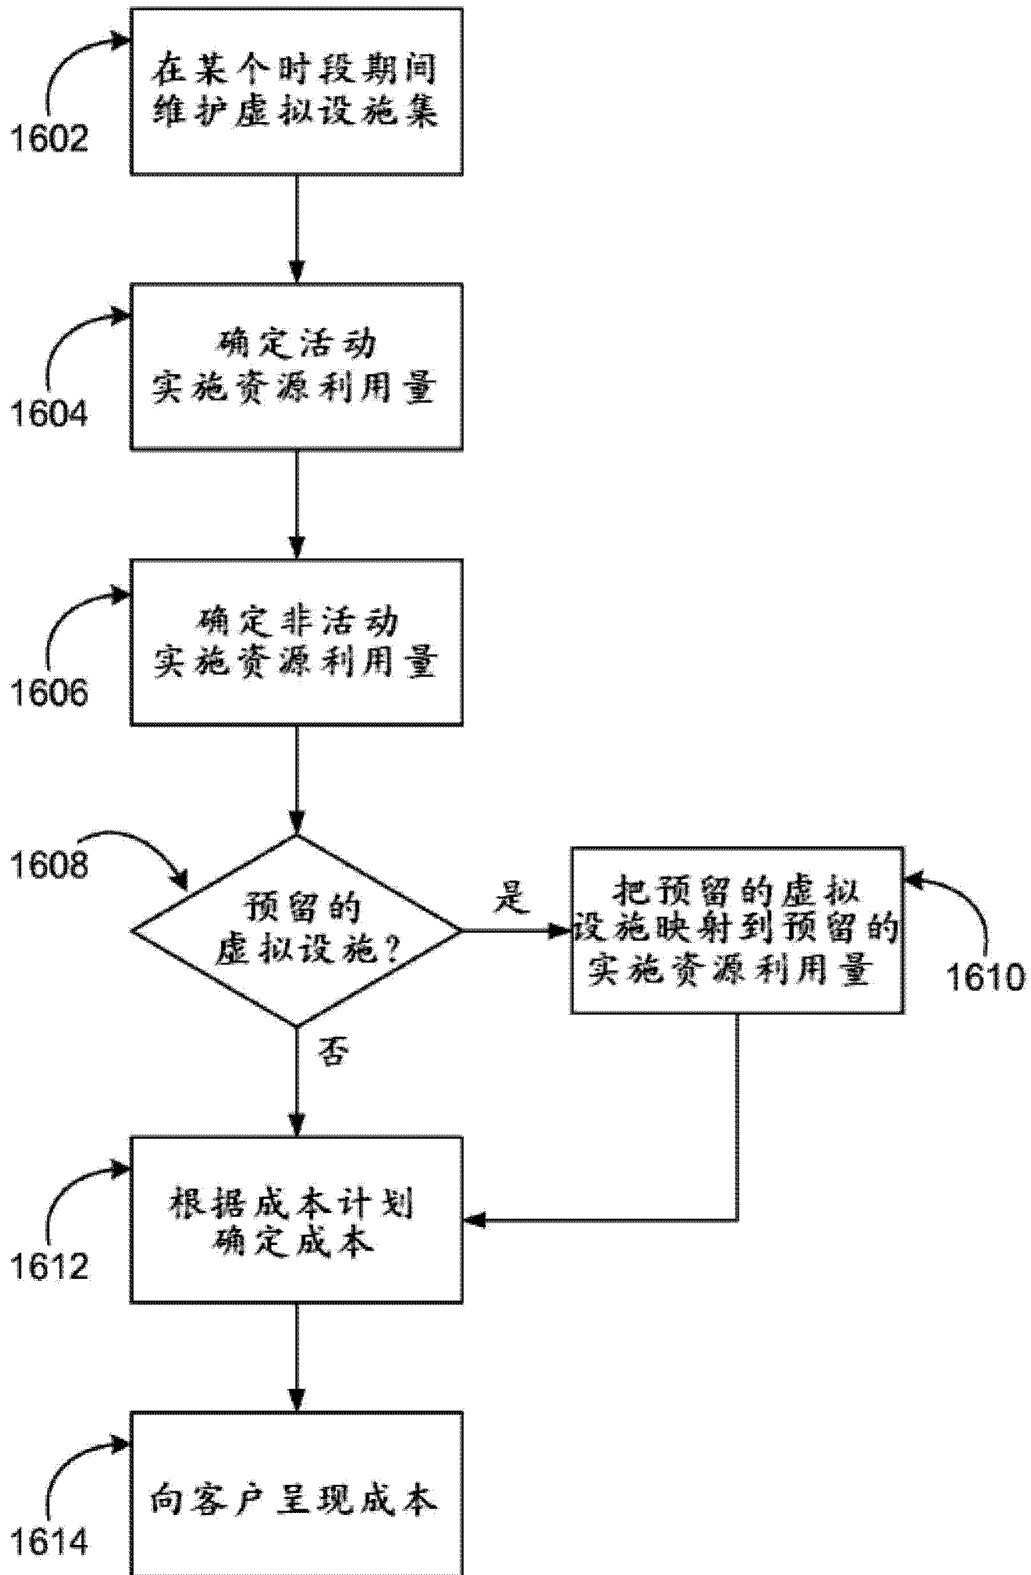 在某个时段期间
维护虚拟设施集
1602
确定活动
实施资源利用量
1604
确定非活动
实施资源利用量
1606
预留的
虚拟设施?
1608
是
把预留的虚拟
设施映射到预留的
实施资源利用量
1610
否
根据成本计划
确定成本
1612
向客户呈现成本
1614